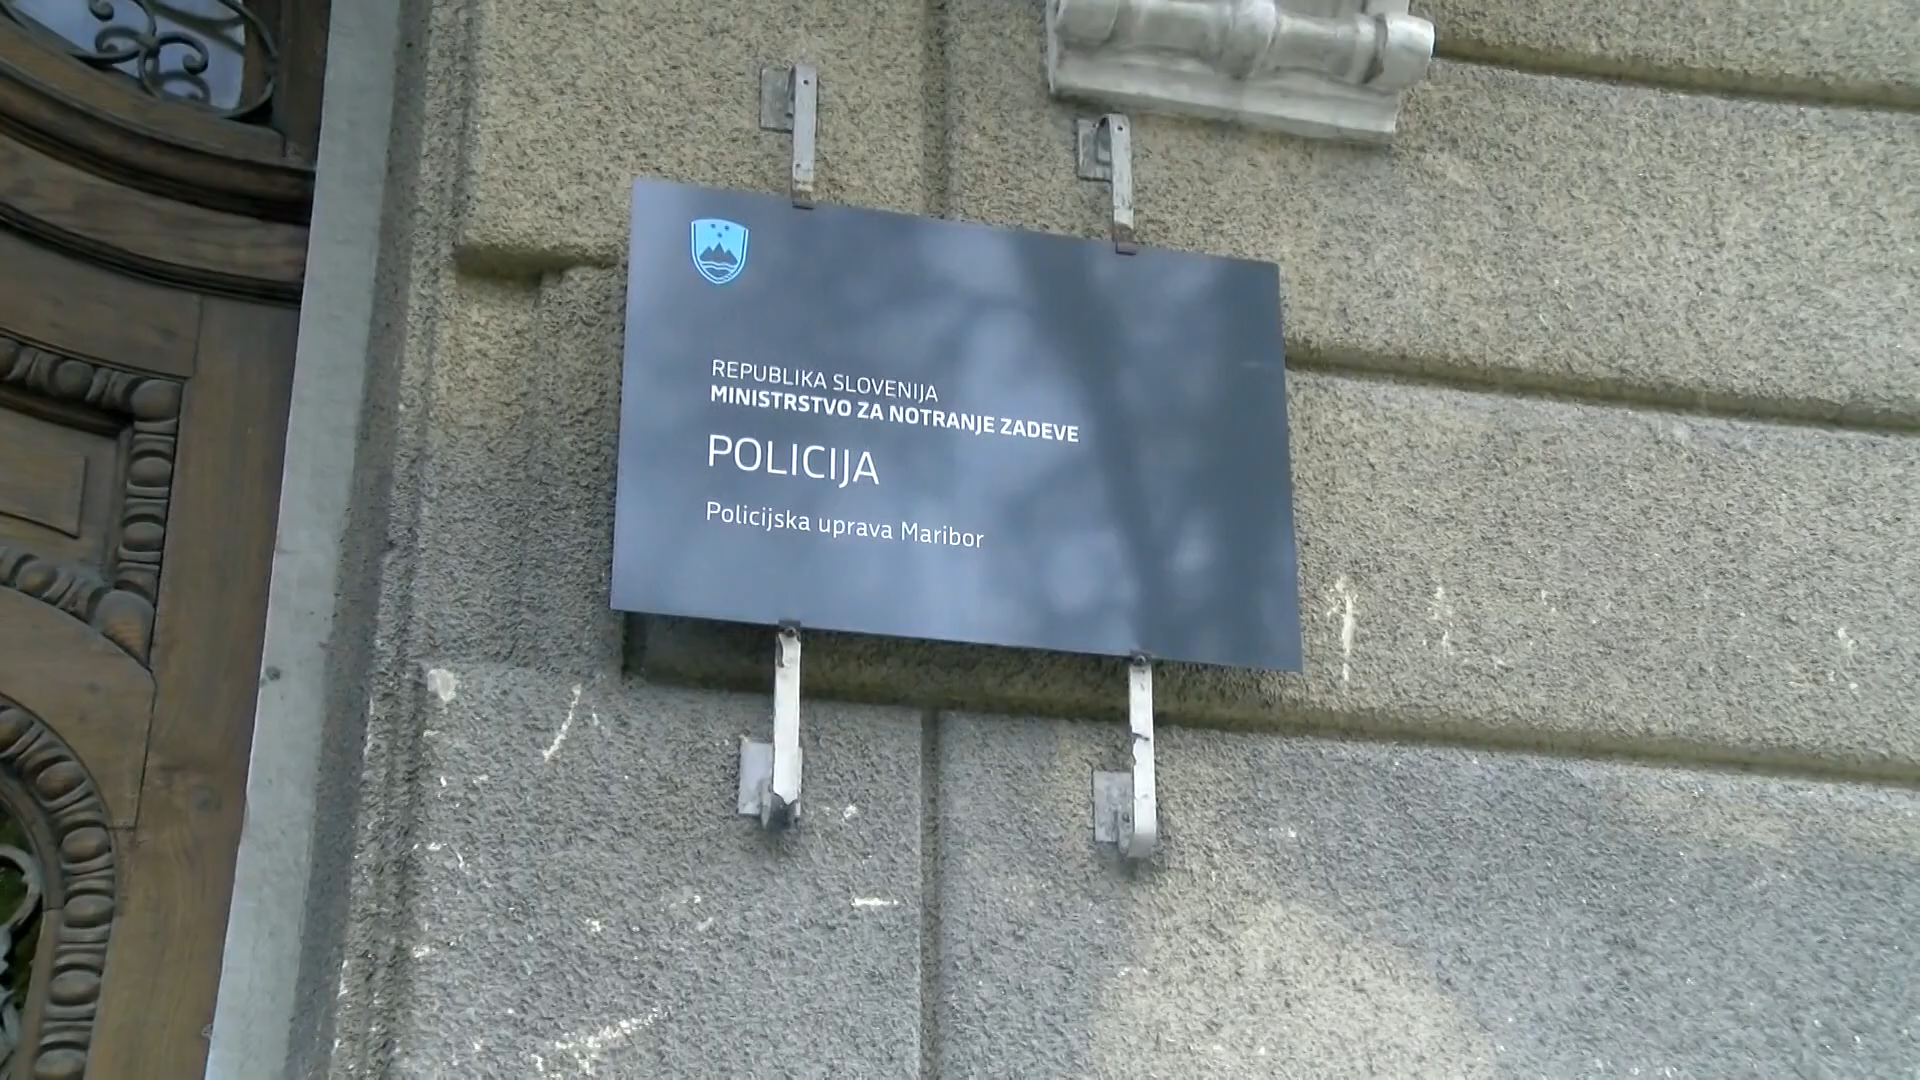 REPUBLIKA SLOVENIJA
MINISTRSTVO ZA NOTRANJE ZADEVE
POLICIJA
Policijska uprava Maribor